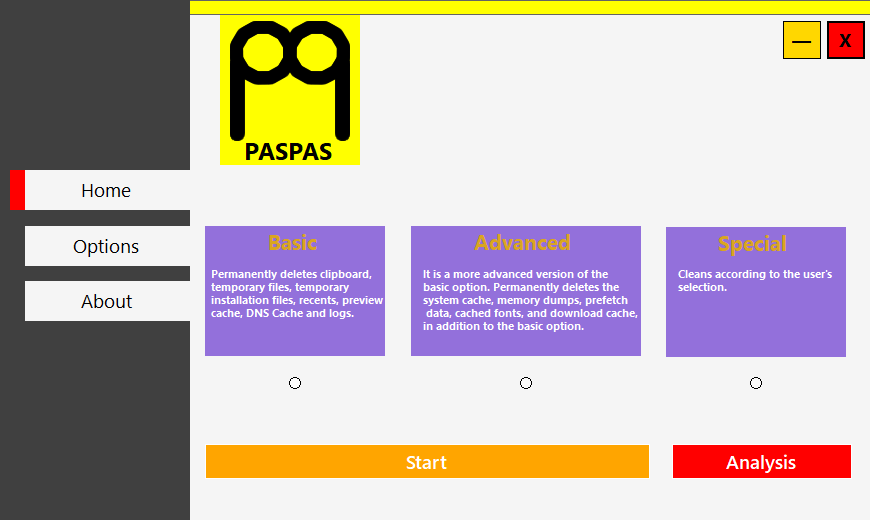 — X
PASPAS
Home
Options
About
Basic
Permanently deletes clipboard,
temporary files, temporary
installation files, recents, preview
cache, DNS Cache and logs.
Advanced
It is a more advanced version of the
basic option. Permanently deletes the
system cache, memory dumps, prefetch
data, cached fonts, and download cache,
in addition to the basic option.
Special
Cleans according to the user's
selection.
Start
Analysis